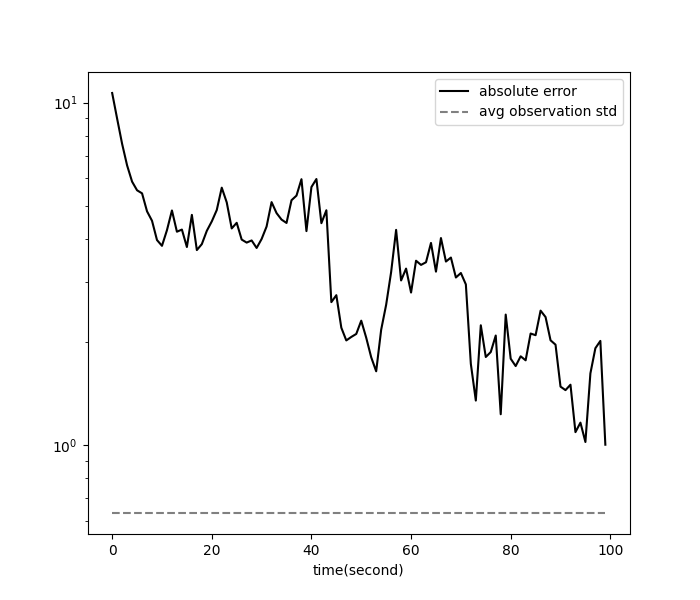 absolute error
avg observation std
10¹
10⁰
0 20 40 60 80 100
time(second)